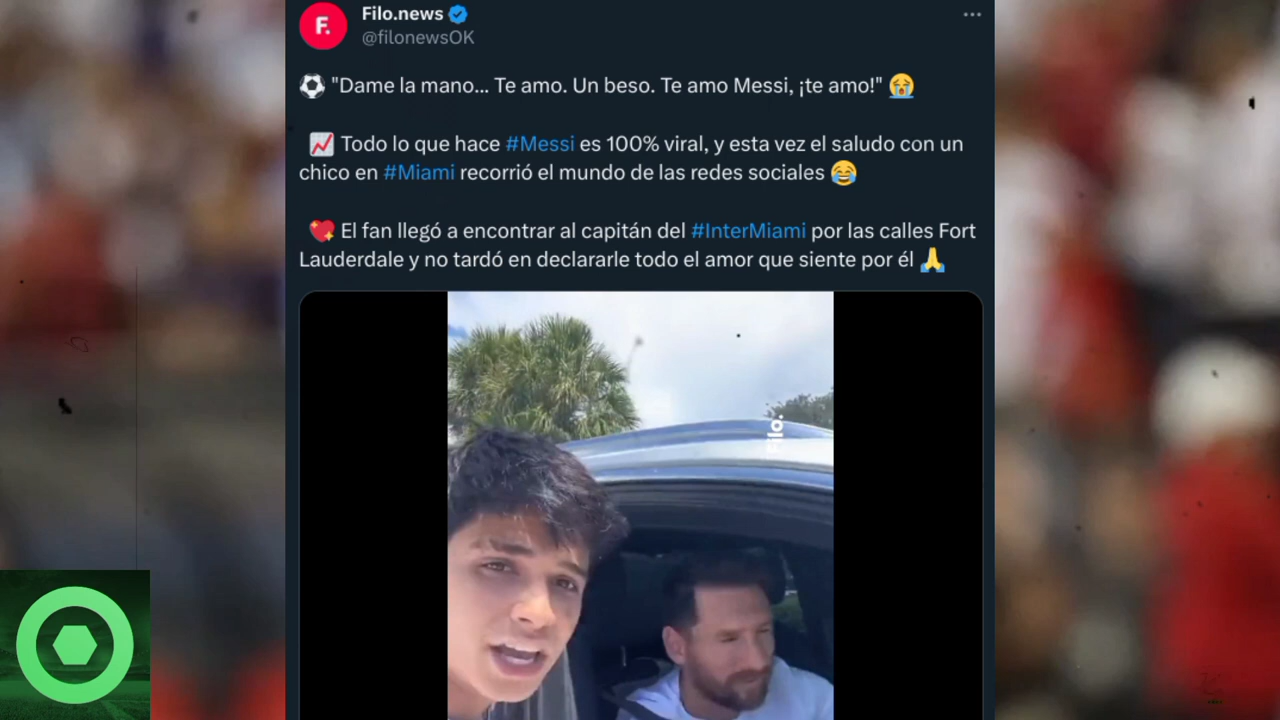 F.
Filo.news
@filonewsOK
"Dame la mano... Te amo. Un beso. Te amo Messi, ¡te amo!"
Todo lo que hace #Messi es 100% viral, y esta vez el saludo con un
chico en #Miami recorrió el mundo de las redes sociales
El fan llegó a encontrar al capitán del #InterMiami por las calles Fort
Lauderdale y no tardó en declararle todo el amor que siente por él
Filo.